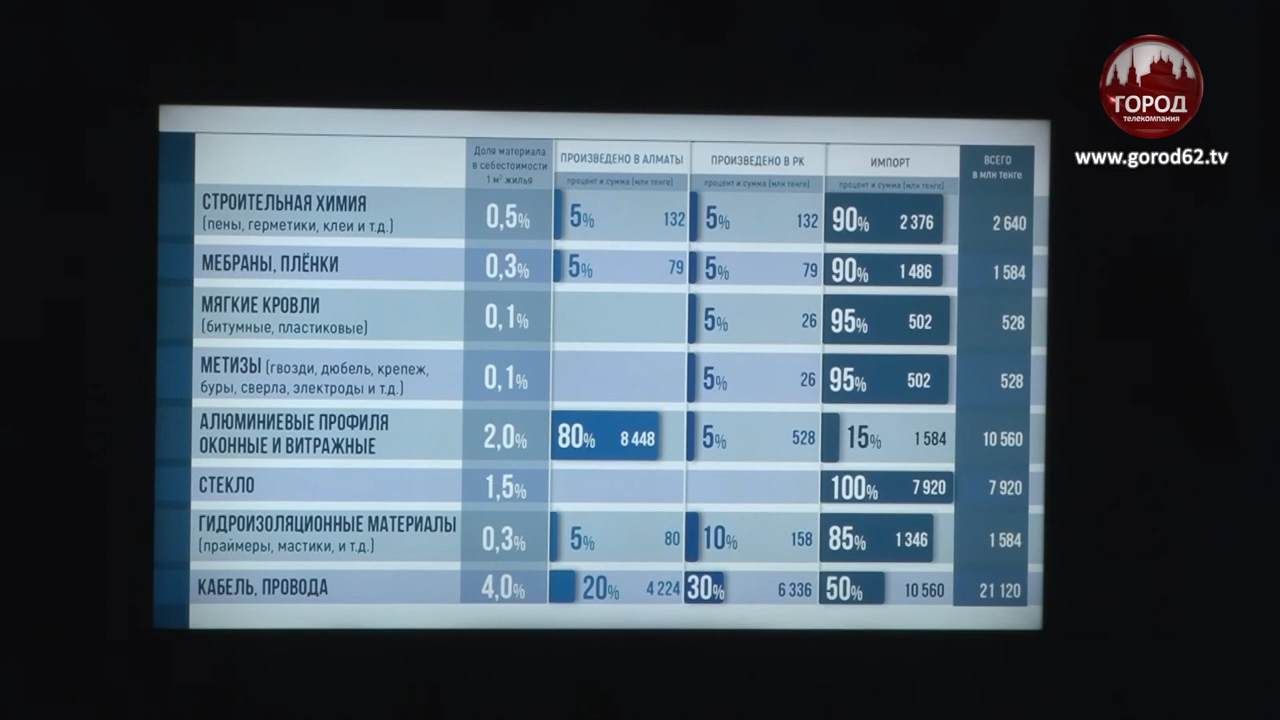 ГОРОД
телекомпания
www.gorod62.tv
Доля материала
в себестоимости
1 м² жилья
ПРОИЗВЕДЕНО В АЛМАТЫ
процент и сумма (млн тенге)
ПРОИЗВЕДЕНО В РК
процент и сумма (млн тенге)
ИМПОРТ
процент и сумма (млн тенге)
ВСЕГО
в млн тенге
СТРОИТЕЛЬНАЯ ХИМИЯ
(пены, герметики, клеи и т.д.)
0,5% 5% 132 5% 132 90% 2 376 2 640
МЕБРАНЫ, ПЛЁНКИ 0,3% 5% 79 5% 79 90% 1 486 1 584
МЯГКИЕ КРОВЛИ
(битумные, пластиковые)
0,1% 5% 26 95% 502 528
МЕТИЗЫ (гвозди, дюбель, крепеж,
буры, сверла, электроды и т.д.)
0,1% 5% 26 95% 502 528
АЛЮМИНИЕВЫЕ ПРОФИЛЯ
ОКОННЫЕ И ВИТРАЖНЫЕ
2,0% 80% 8 448 5% 528 15% 1 584 10 560
СТЕКЛО 1,5% 100% 7 920 7 920
ГИДРОИЗОЛЯЦИОННЫЕ МАТЕРИАЛЫ
(праймеры, мастики, и т.д.)
0,3% 5% 80 10% 158 85% 1 346 1 584
КАБЕЛЬ, ПРОВОДА 4,0% 20% 4 224 30% 6 336 50% 10 560 21 120